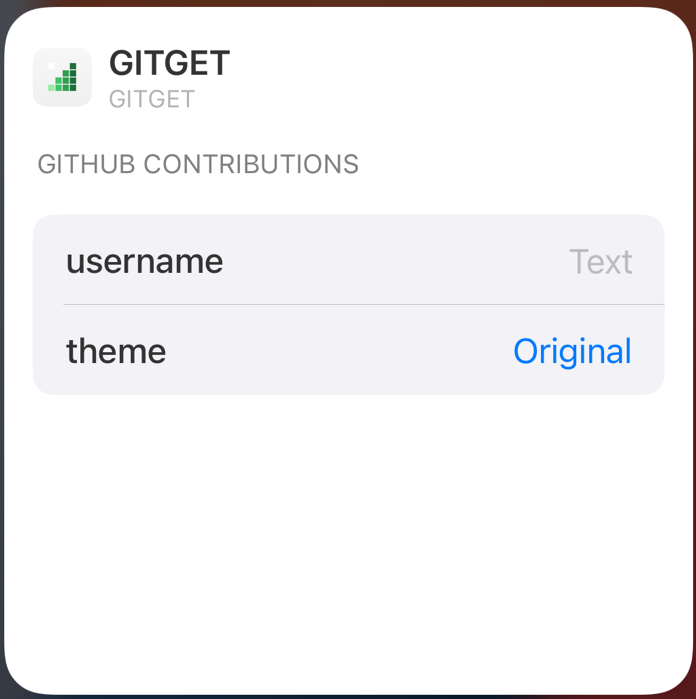 GITGET
GITGET
GITHUB CONTRIBUTIONS
username Text
theme Original